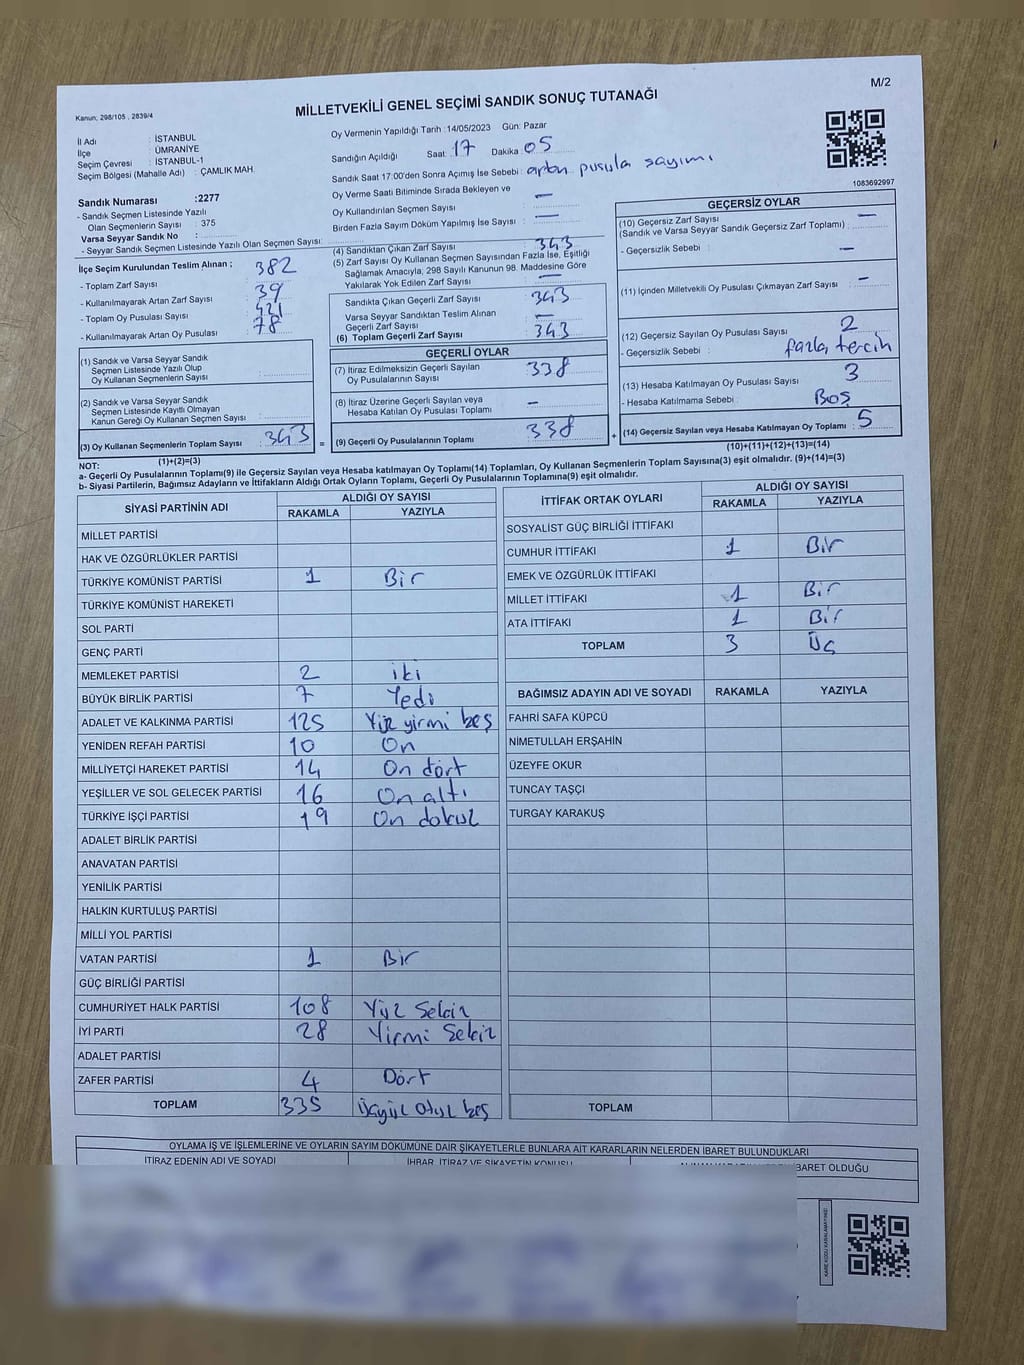 M/2
MİLLETVEKİLİ GENEL SEÇİMİ SANDIK SONUÇ TUTANAĞI
Kanun; 298/105 , 2839/4
İl Adı : İSTANBUL
İlçe : ÜMRANİYE
Seçim Çevresi : İSTANBUL-1
Seçim Bölgesi (Mahalle Adı) : ÇAMLIK MAH.
Sandık Numarası :2277
- Sandık Seçmen Listesinde Yazılı
Olan Seçmenlerin Sayısı : 375
Varsa Seyyar Sandık No :
- Seyyar Sandık Seçmen Listesinde Yazılı Olan Seçmen Sayısı:
Oy Vermenin Yapıldığı Tarih :14/05/2023 Gün: Pazar
Sandığın Açıldığı Saat: 17 Dakika : 05
Sandık Saat 17:00'den Sonra Açımış İse Sebebi : artan pusula sayımı
Oy Verme Saati Bitiminde Sırada Bekleyen ve
Oy Kullandırılan Seçmen Sayısı : —
Birden Fazla Sayım Döküm Yapılmış İse Sayısı : —
1083692997
İlçe Seçim Kurulundan Teslim Alınan ;
- Toplam Zarf Sayısı 382
- Kullanılmayarak Artan Zarf Sayısı 39
- Toplam Oy Pusulası Sayısı 421
- Kullanılmayarak Artan Oy Pusulası 78
(1) Sandık ve Varsa Seyyar Sandık
Seçmen Listesinde Yazılı Olup
Oy Kullanan Seçmenlerin Sayısı :
(2) Sandık ve Varsa Seyyar Sandık
Seçmen Listesinde Kayıtlı Olmayan
Kanun Gereği Oy Kullanan Seçmen Sayısı :
(3) Oy Kullanan Seçmenlerin Toplam Sayısı : 343 =
(1)+(2)=(3)
(4) Sandıktan Çıkan Zarf Sayısı : 343
(5) Zarf Sayısı Oy Kullanan Seçmen Sayısından Fazla İse, Eşitliği
Sağlamak Amacıyla, 298 Sayılı Kanunun 98. Maddesine Göre
Yakılarak Yok Edilen Zarf Sayısı : —
Sandıkta Çıkan Geçerli Zarf Sayısı : 343
Varsa Seyyar Sandıktan Teslim Alınan
Geçerli Zarf Sayısı : —
(6) Toplam Geçerli Zarf Sayısı : 343
GEÇERLİ OYLAR
(7) İtiraz Edilmeksizin Geçerli Sayılan
Oy Pusulalarının Sayısı : 338
(8) İtiraz Üzerine Geçerli Sayılan veya
Hesaba Katılan Oy Pusulası Toplamı : –
(9) Geçerli Oy Pusulalarının Toplamı : 338 +
GEÇERSİZ OYLAR
(10) Geçersiz Zarf Sayısı
(Sandık ve Varsa Seyyar Sandık Geçersiz Zarf Toplamı) : —
- Geçersizlik Sebebi : —
(11) İçinden Milletvekili Oy Pusulası Çıkmayan Zarf Sayısı : –
(12) Geçersiz Sayılan Oy Pusulası Sayısı : 2
- Geçersizlik Sebebi : fazla tercih
(13) Hesaba Katılmayan Oy Pusulası Sayısı : 3
- Hesaba Katılmama Sebebi : Boş
(14) Geçersiz Sayılan veya Hesaba Katılmayan Oy Toplamı : 5
(10)+(11)+(12)+(13)=(14)
NOT:
a- Geçerli Oy Pusulalarının Toplamı(9) ile Geçersiz Sayılan veya Hesaba katılmayan Oy Toplamı(14) Toplamları, Oy Kullanan Seçmenlerin Toplam Sayısına(3) eşit olmalıdır. (9)+(14)=(3)
b- Siyasi Partilerin, Bağımsız Adayların ve İttifakların Aldığı Ortak Oyların Toplamı, Geçerli Oy Pusulalarının Toplamına(9) eşit olmalıdır.
SİYASİ PARTİNİN ADI ALDIĞI OY SAYISI
RAKAMLA YAZIYLA
MİLLET PARTİSİ
HAK VE ÖZGÜRLÜKLER PARTİSİ
TÜRKİYE KOMÜNİST PARTİSİ 1 Bir
TÜRKİYE KOMÜNİST HAREKETİ
SOL PARTİ
GENÇ PARTİ
MEMLEKET PARTİSİ 2 iki
BÜYÜK BİRLİK PARTİSİ 7 Yedi
ADALET VE KALKINMA PARTİSİ 125 Yüz yirmi beş
YENİDEN REFAH PARTİSİ 10 On
MİLLİYETÇİ HAREKET PARTİSİ 14 On dört
YEŞİLLER VE SOL GELECEK PARTİSİ 16 On altı
TÜRKİYE İŞÇİ PARTİSİ 19 On dokuz
ADALET BİRLİK PARTİSİ
ANAVATAN PARTİSİ
YENİLİK PARTİSİ
HALKIN KURTULUŞ PARTİSİ
MİLLİ YOL PARTİSİ
VATAN PARTİSİ 1 Bir
GÜÇ BİRLİĞİ PARTİSİ
CUMHURİYET HALK PARTİSİ 108 Yüz Sekiz
İYİ PARTİ 28 Yirmi Sekiz
ADALET PARTİSİ
ZAFER PARTİSİ 4 Dört
TOPLAM 335 Üçyüz otuz beş
İTTİFAK ORTAK OYLARI ALDIĞI OY SAYISI
RAKAMLA YAZIYLA
SOSYALİST GÜÇ BİRLİĞİ İTTİFAKI
CUMHUR İTTİFAKI 1 Bir
EMEK VE ÖZGÜRLÜK İTTİFAKI
MİLLET İTTİFAKI 1 Bir
ATA İTTİFAKI 1 Bir
TOPLAM 3 Üç
BAĞIMSIZ ADAYIN ADI VE SOYADI RAKAMLA YAZIYLA
FAHRİ SAFA KÜPCÜ
NİMETULLAH ERŞAHİN
ÜZEYFE OKUR
TUNCAY TAŞÇI
TURGAY KARAKUŞ
TOPLAM
OYLAMA İŞ VE İŞLEMLERİNE VE OYLARIN SAYIM DÖKÜMÜNE DAİR ŞİKAYETLERLE BUNLARA AİT KARARLARIN NELERDEN İBARET BULUNDUKLARI
İTİRAZ EDENİN ADI VE SOYADI İHBAR, İTİRAZ VE ŞİKAYETİN KONUSU İBARET OLDUĞU
KARE KODU KARALAMAYINIZ!